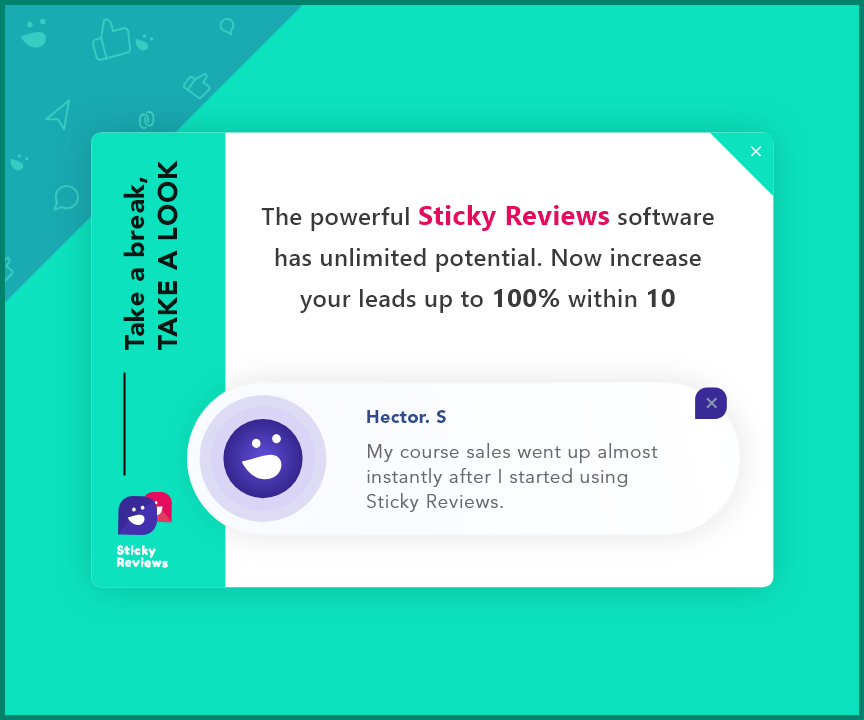 Take a break,
TAKE A LOOK
The powerful Sticky Reviews software
has unlimited potential. Now increase
your leads up to 100% within 10
Hector. S
My course sales went up almost
instantly after I started using
Sticky Reviews.
Sticky
Reviews